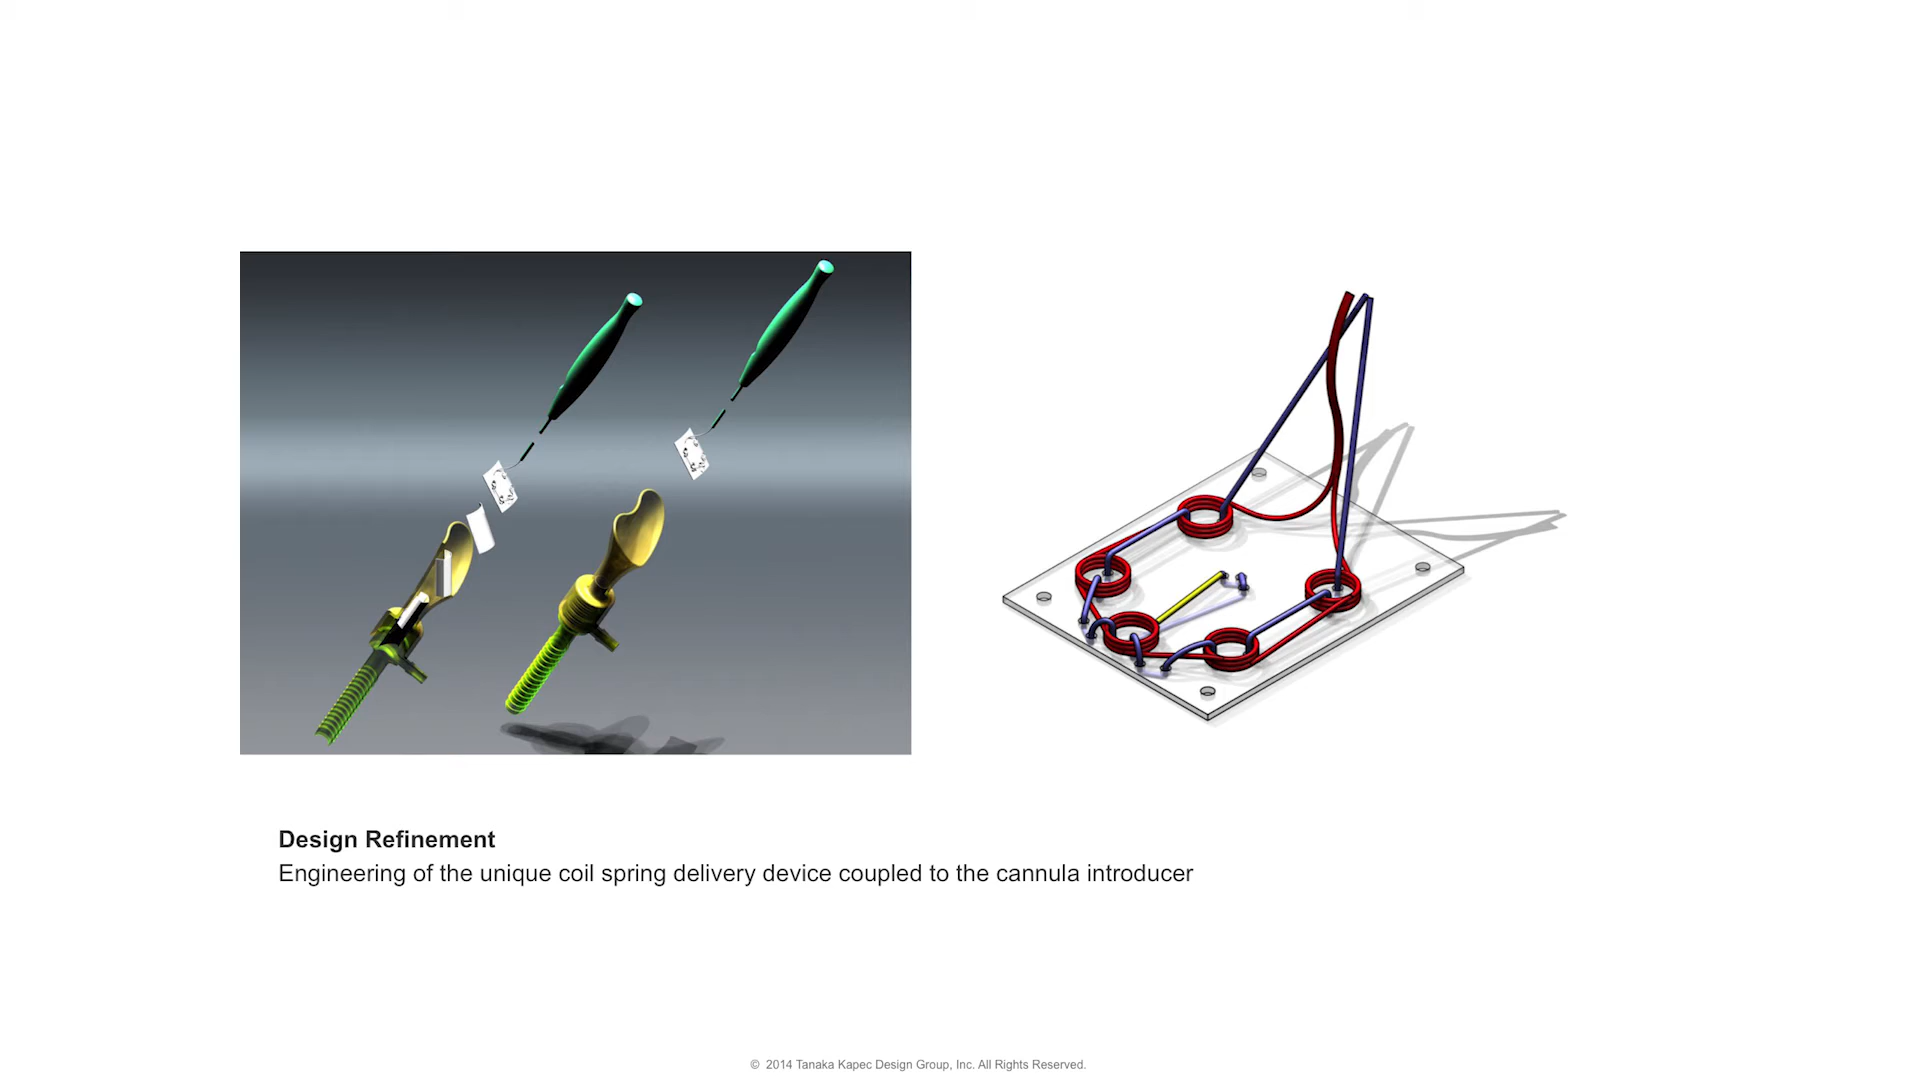 Design Refinement
Engineering of the unique coil spring delivery device coupled to the cannula introducer
© 2014 Tanaka Kapec Design Group, Inc. All Rights Reserved.